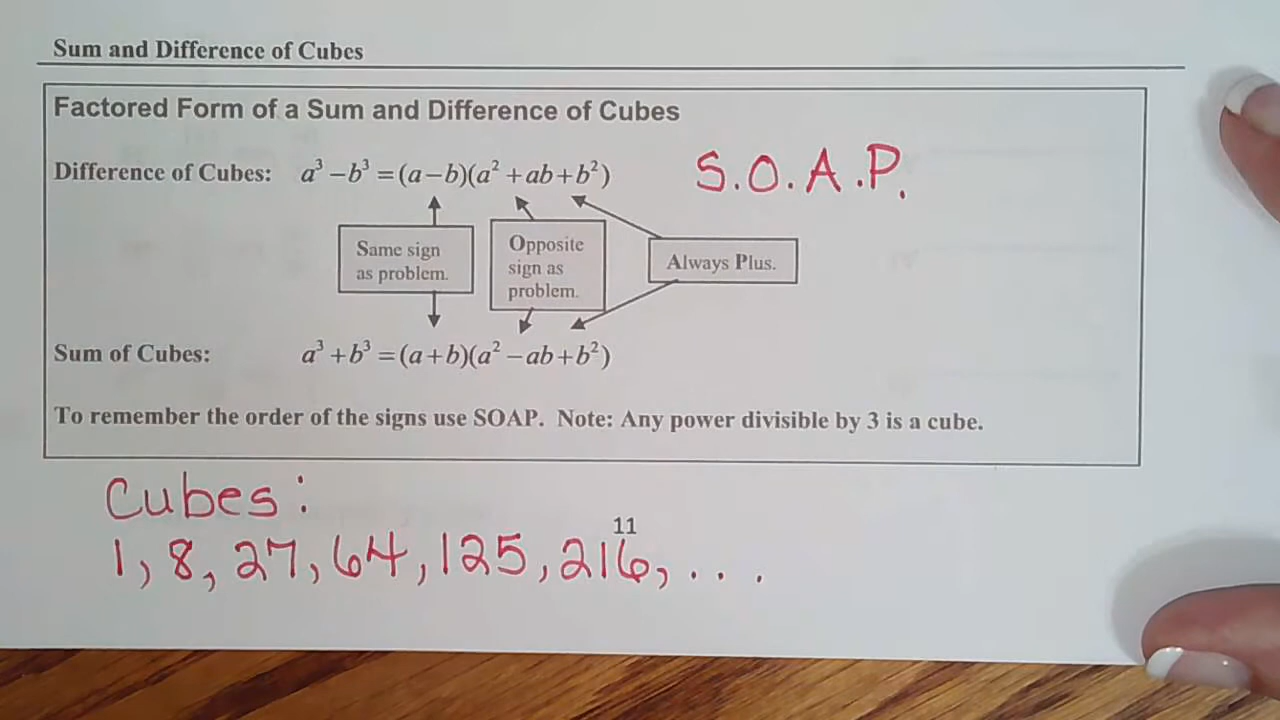 Sum and Difference of Cubes
Factored Form of a Sum and Difference of Cubes
Difference of Cubes: a³ − b³ = (a − b)(a² + ab + b²) S.O.A.P.
Same sign
as problem.
Opposite
sign as
problem.
Always Plus.
Sum of Cubes: a³ + b³ = (a + b)(a² − ab + b²)
To remember the order of the signs use SOAP. Note: Any power divisible by 3 is a cube.
Cubes:
11
1, 8, 27, 64, 125, 216, . . .